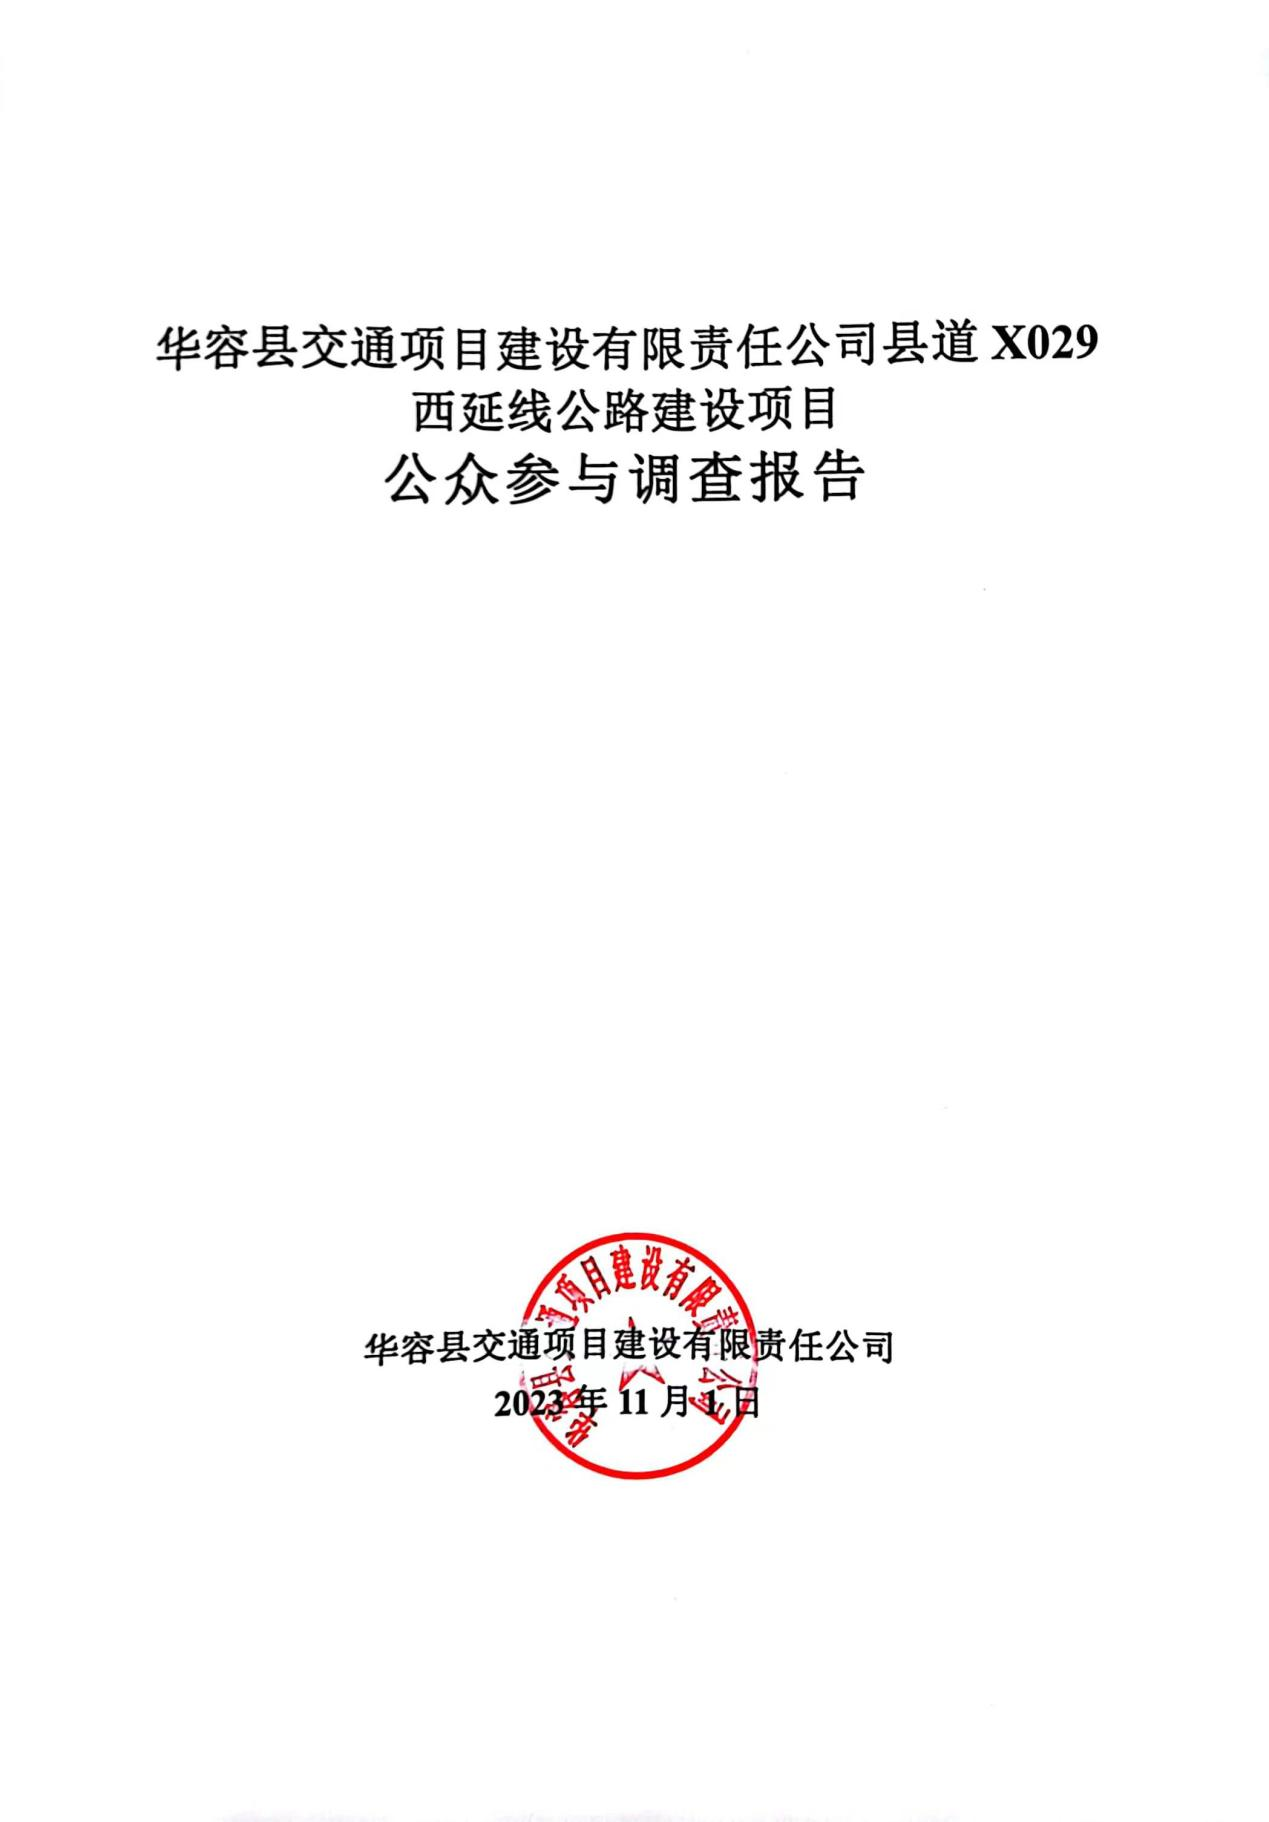 华容县交通项目建设有限责任公司县道 X029
西延线公路建设项目
公众参与调查报告
华容县交通项目建设有限责任公司
2023 年 11 月 1 日